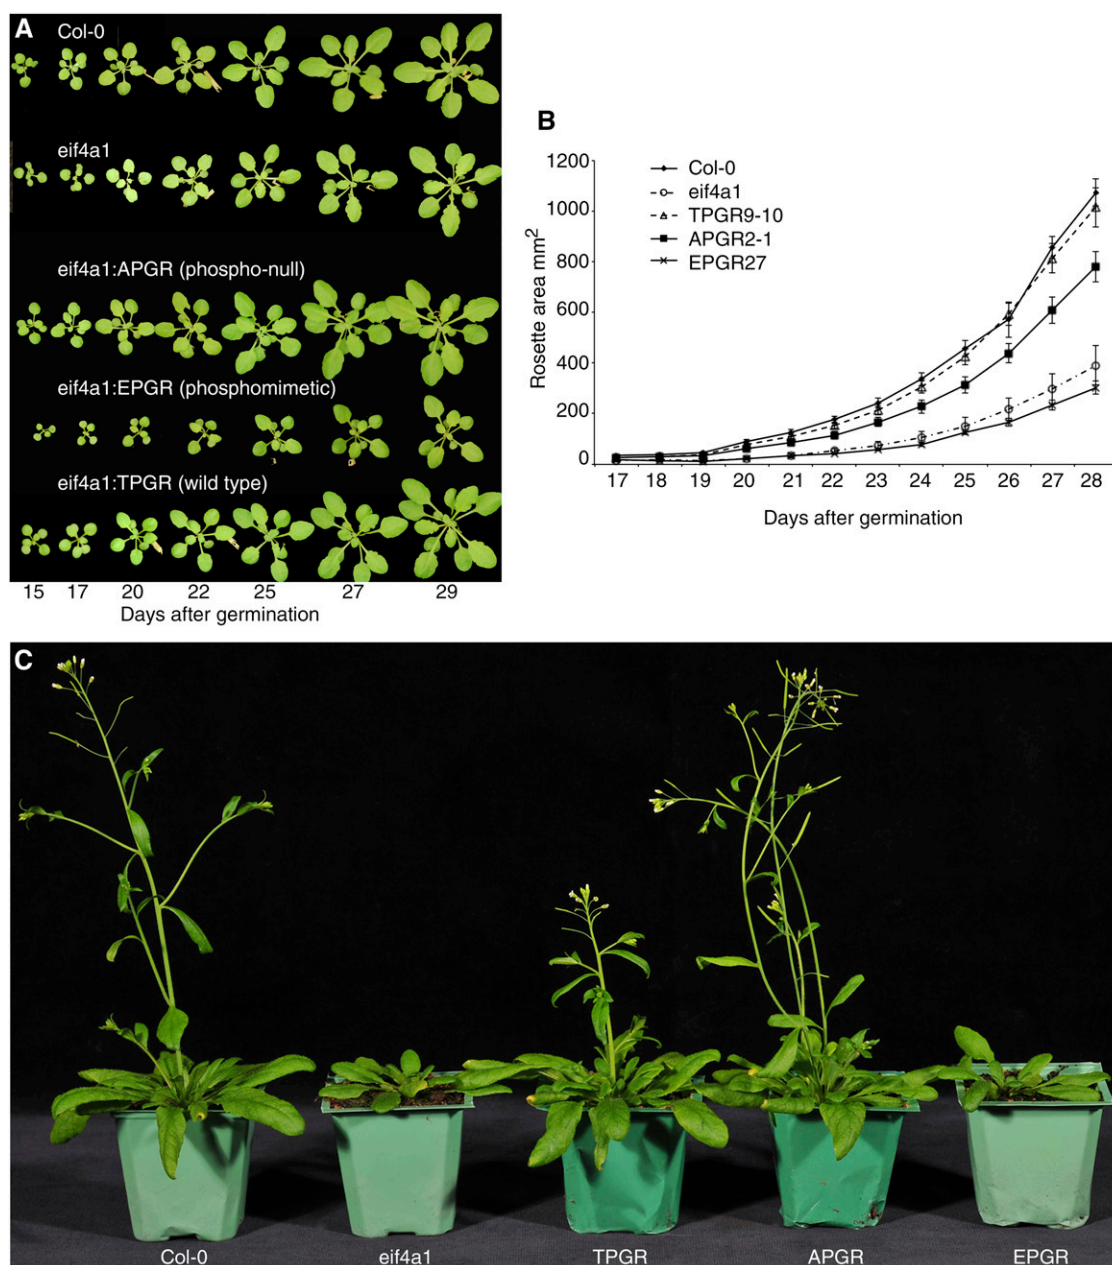 A
Col-0
eif4a1
eif4a1:APGR (phospho-null)
eif4a1:EPGR (phosphomimetic)
eif4a1:TPGR (wild type)
15 17 20 22 25 27 29
Days after germination
B
Col-0
eif4a1
TPGR9-10
APGR2-1
EPGR27
1200
1000
800
600
400
200
0
Rosette area mm2
17 18 19 20 21 22 23 24 25 26 27 28
Days after germination
C
Col-0 eif4a1 TPGR APGR EPGR